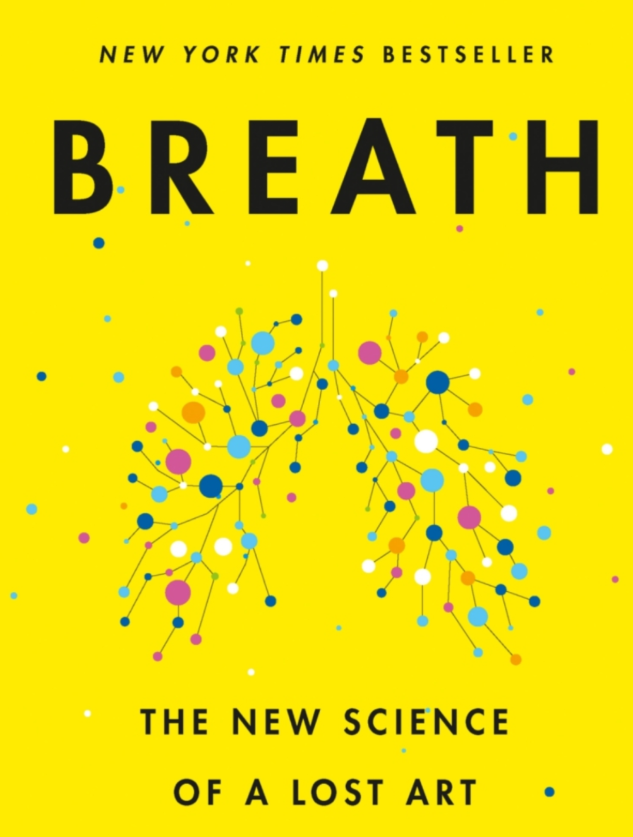 NEW YORK TIMES BESTSELLER
BREATH
THE NEW SCIENCE
OF A LOST ART